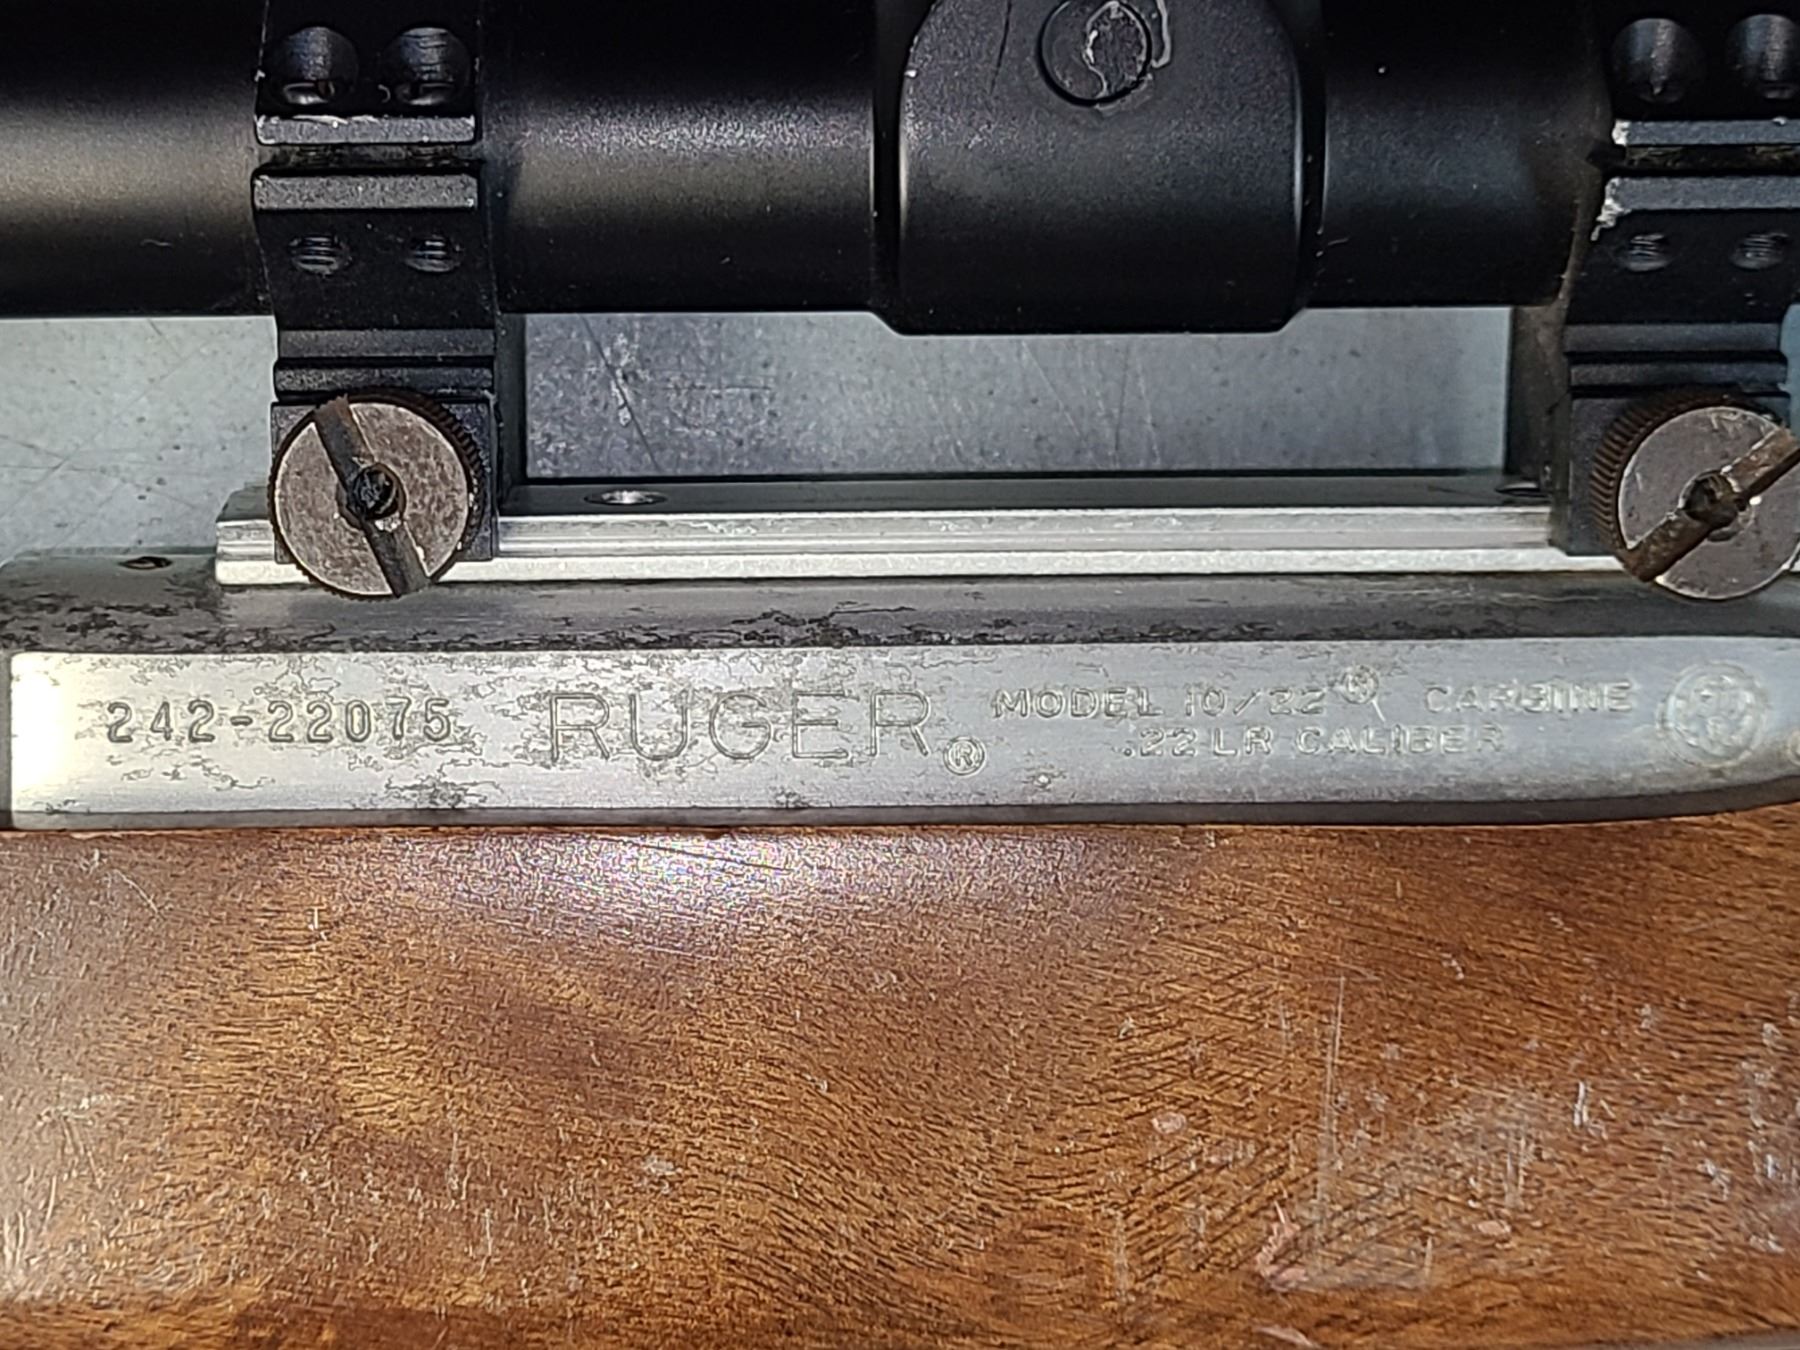 242-22075 RUGER® MODEL 10/22® CARBINE
.22 LR CALIBER